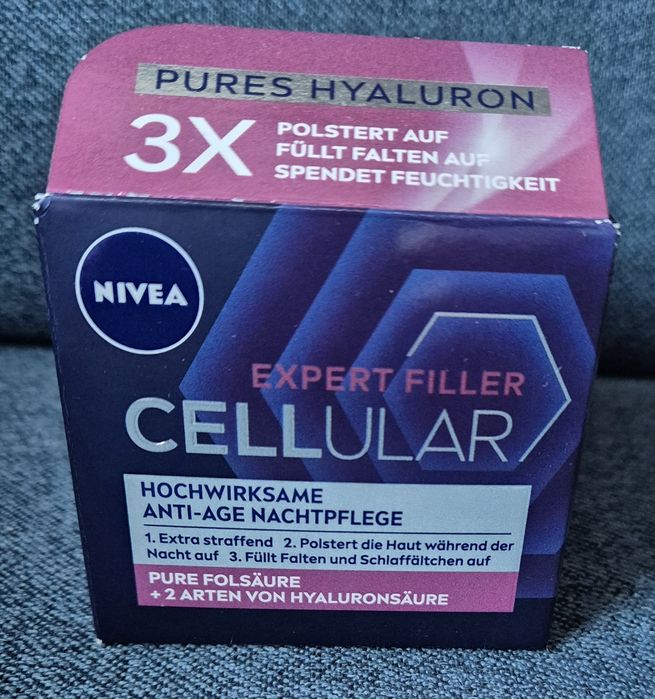 PURES HYALURON
3X
POLSTERT AUF
FÜLLT FALTEN AUF
SPENDET FEUCHTIGKEIT
NIVEA
EXPERT FILLER
CELLULAR
HOCHWIRKSAME
ANTI-AGE NACHTPFLEGE
1. Extra straffend 2. Polstert die Haut während der
Nacht auf 3. Füllt Falten und Schlaffältchen auf
PURE FOLSÄURE
+ 2 ARTEN VON HYALURONSÄURE